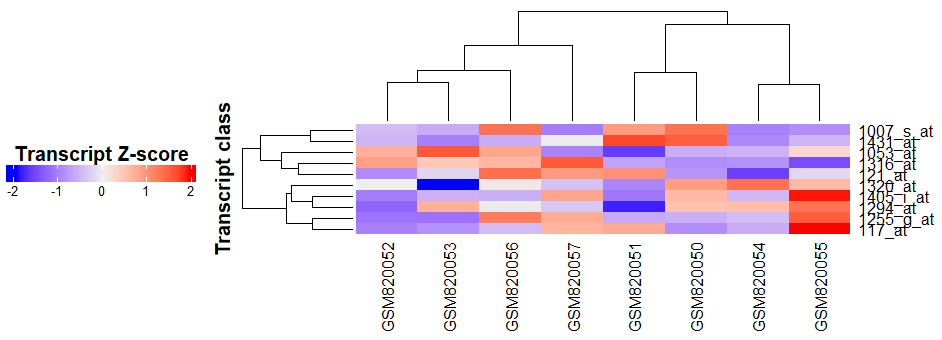 Transcript Z-score
-2 -1 0 1 2
Transcript class
1007_s_at
1431_at
1053_at
1316_at
121_at
1320_at
1405_i_at
1294_at
1255_g_at
117_at
GSM820052
GSM820053
GSM820056
GSM820057
GSM820051
GSM820050
GSM820054
GSM820055